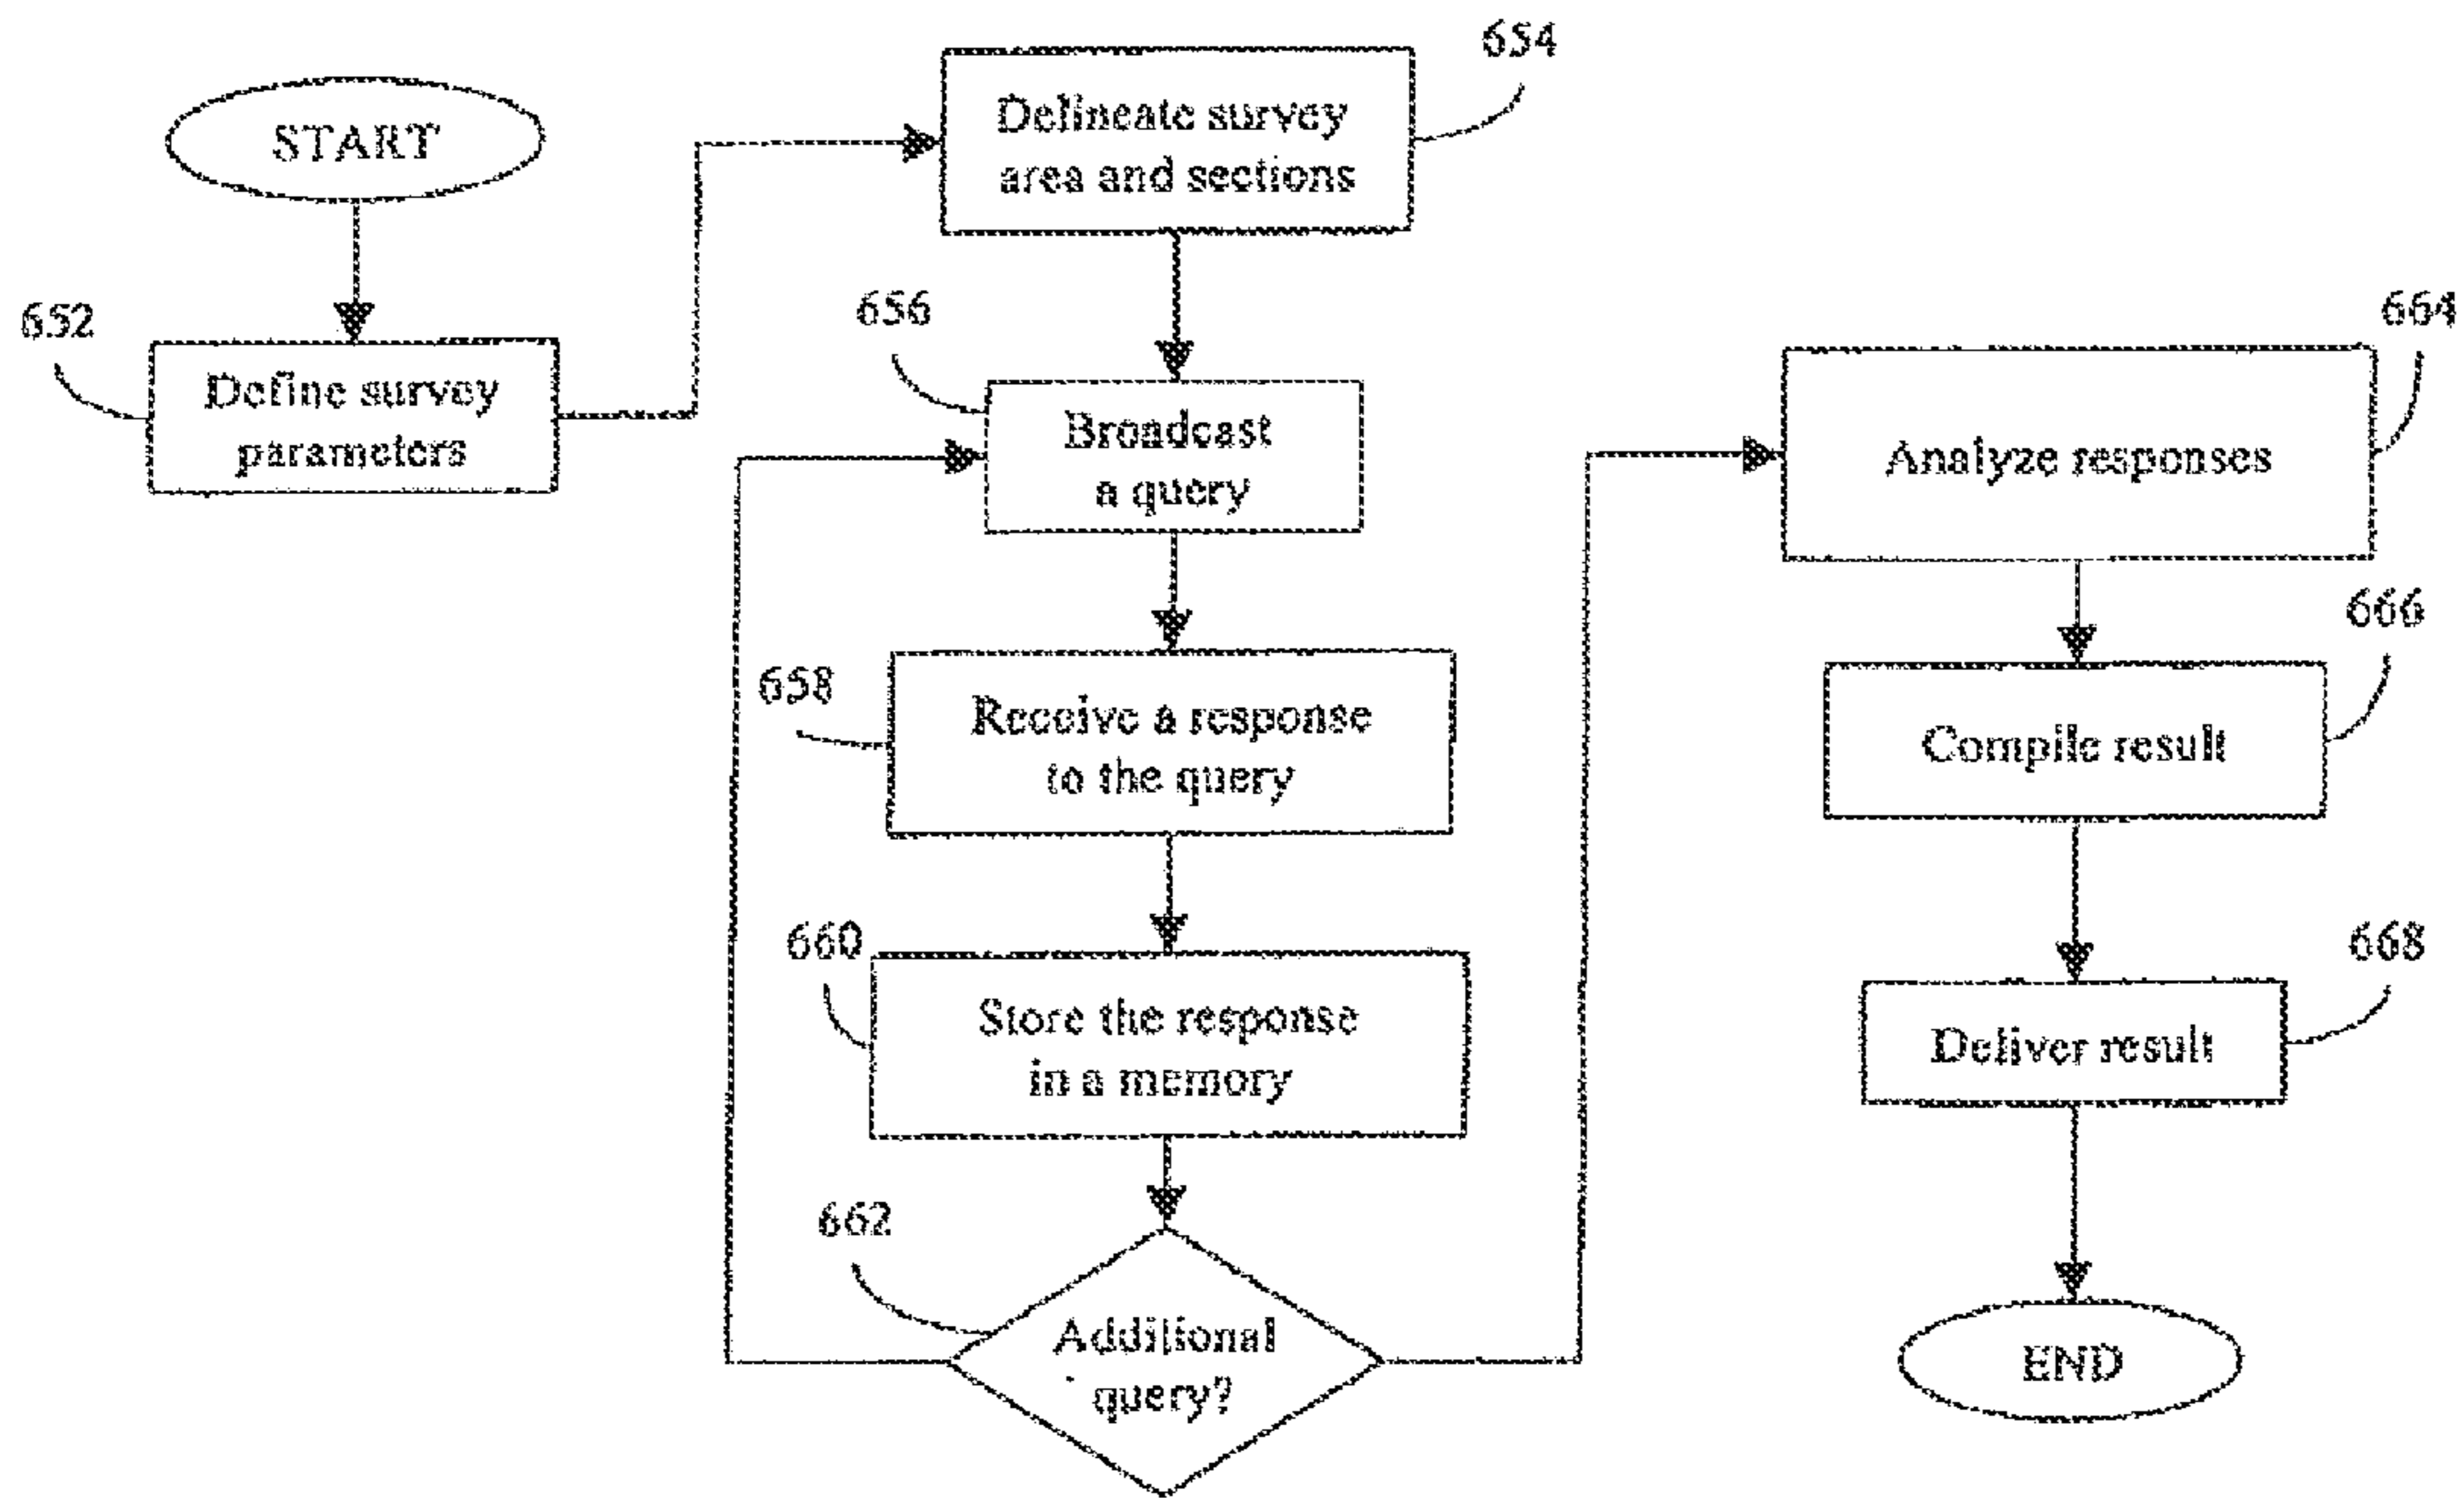 START
652
Define survey
parameters
654
Delineate survey
area and sections
656
Broadcast
a query
658
Receive a response
to the query
660
Store the response
in a memory
662
Additional
query?
664
Analyze responses
666
Compile result
668
Deliver result
END